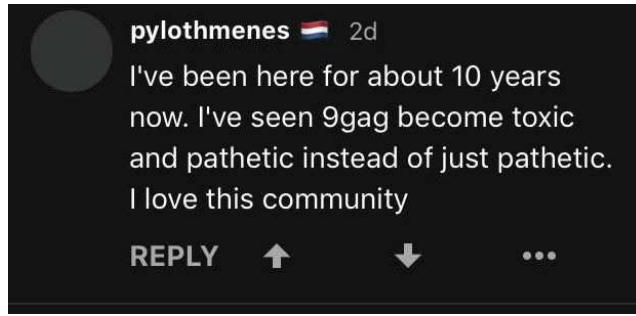 pylothmenes 🇳🇱 2d
I've been here for about 10 years
now. I've seen 9gag become toxic
and pathetic instead of just pathetic.
I love this community
REPLY